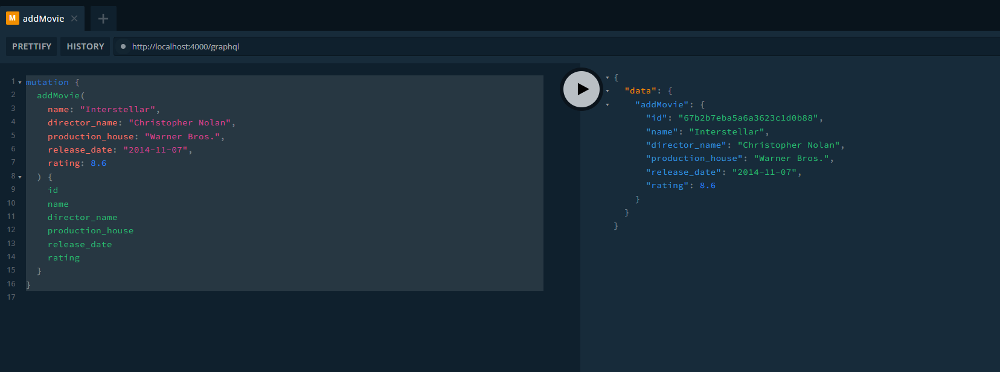 M addMovie ×
PRETTIFY HISTORY http://localhost:4000/graphql
1 mutation {
2 addMovie(
3 name: "Interstellar",
4 director_name: "Christopher Nolan",
5 production_house: "Warner Bros.",
6 release_date: "2014-11-07",
7 rating: 8.6
8 ) {
9 id
10 name
11 director_name
12 production_house
13 release_date
14 rating
15 }
16 }
17
{
"data": {
"addMovie": {
"id": "67b2b7eba5a6a3623c1d0b88",
"name": "Interstellar",
"director_name": "Christopher Nolan",
"production_house": "Warner Bros.",
"release_date": "2014-11-07",
"rating": 8.6
}
}
}